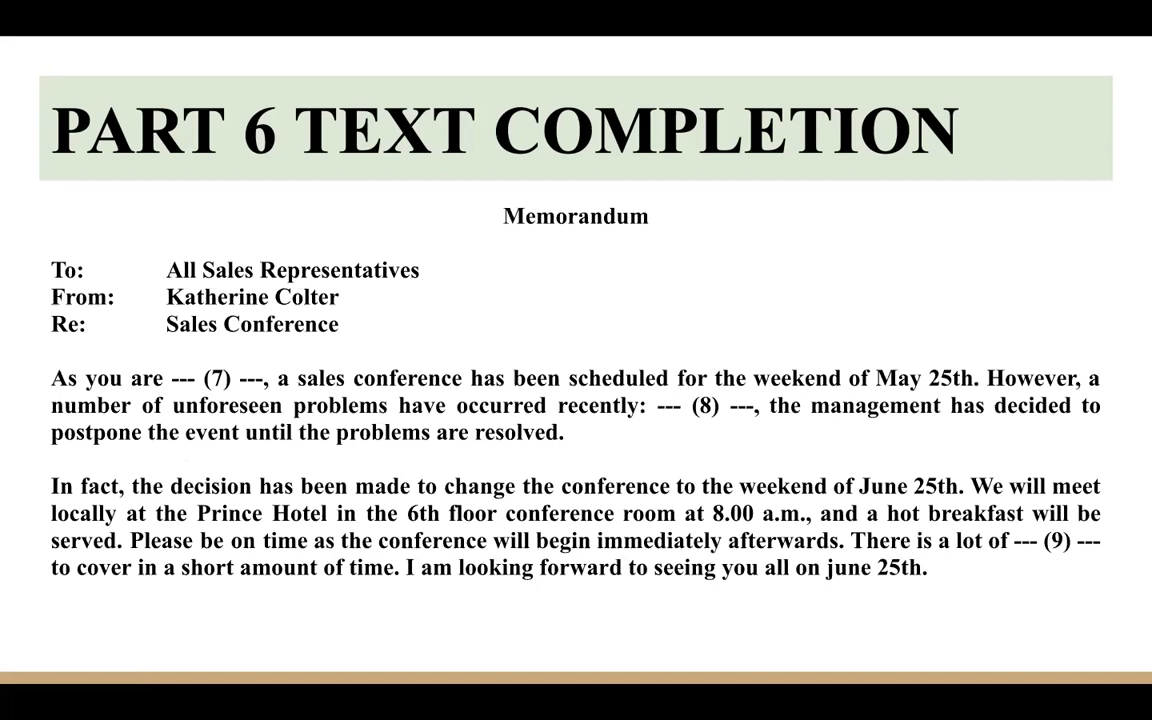 PART 6 TEXT COMPLETION
Memorandum
To: All Sales Representatives
From: Katherine Colter
Re: Sales Conference
As you are --- (7) ---, a sales conference has been scheduled for the weekend of May 25th. However, a
number of unforeseen problems have occurred recently: --- (8) ---, the management has decided to
postpone the event until the problems are resolved.
In fact, the decision has been made to change the conference to the weekend of June 25th. We will meet
locally at the Prince Hotel in the 6th floor conference room at 8.00 a.m., and a hot breakfast will be
served. Please be on time as the conference will begin immediately afterwards. There is a lot of --- (9) ---
to cover in a short amount of time. I am looking forward to seeing you all on june 25th.